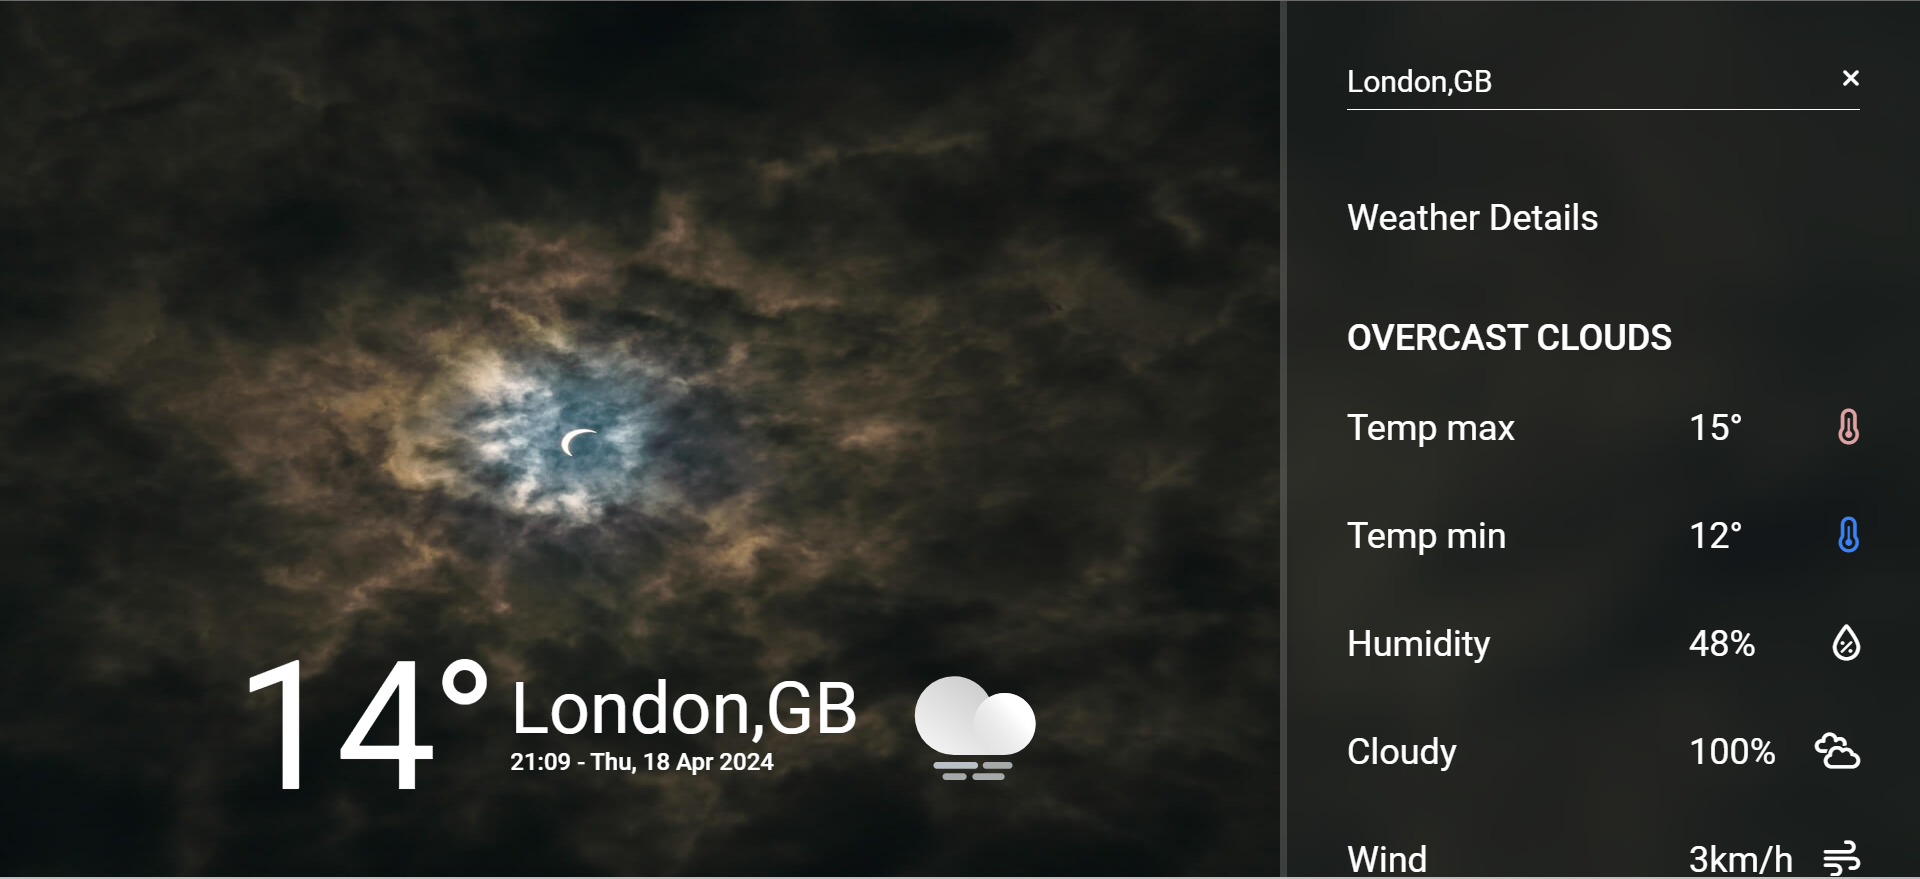 London,GB
Weather Details
OVERCAST CLOUDS
Temp max 15°
Temp min 12°
Humidity 48%
Cloudy 100%
Wind 3km/h
14° London,GB
21:09 - Thu, 18 Apr 2024